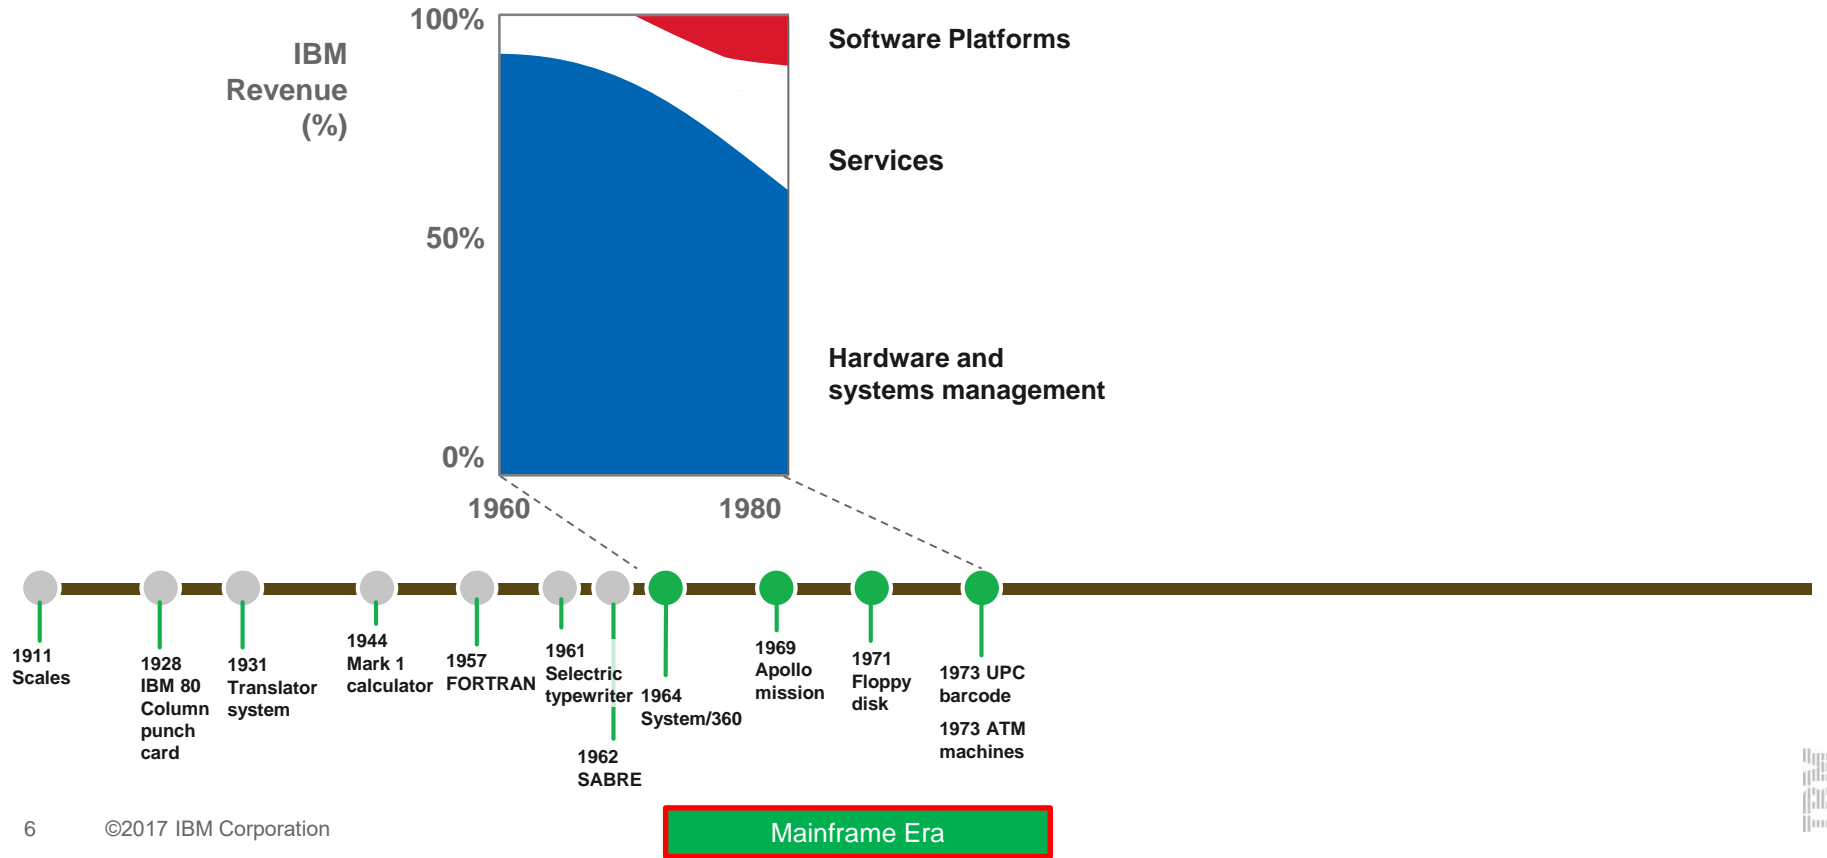 100%
IBM
Revenue
(%)
50%
0%
1960
1980
Software Platforms
Services
Hardware and
systems management
1911
Scales
1928
IBM 80
Column
punch
card
1931
Translator
system
1944
Mark 1
calculator
1957
FORTRAN
1961
Selectric
typewriter
1962
SABRE
1964
System/360
1969
Apollo
mission
1971
Floppy
disk
1973 UPC
barcode
1973 ATM
machines
6
©2017 IBM Corporation
Mainframe Era
IBM